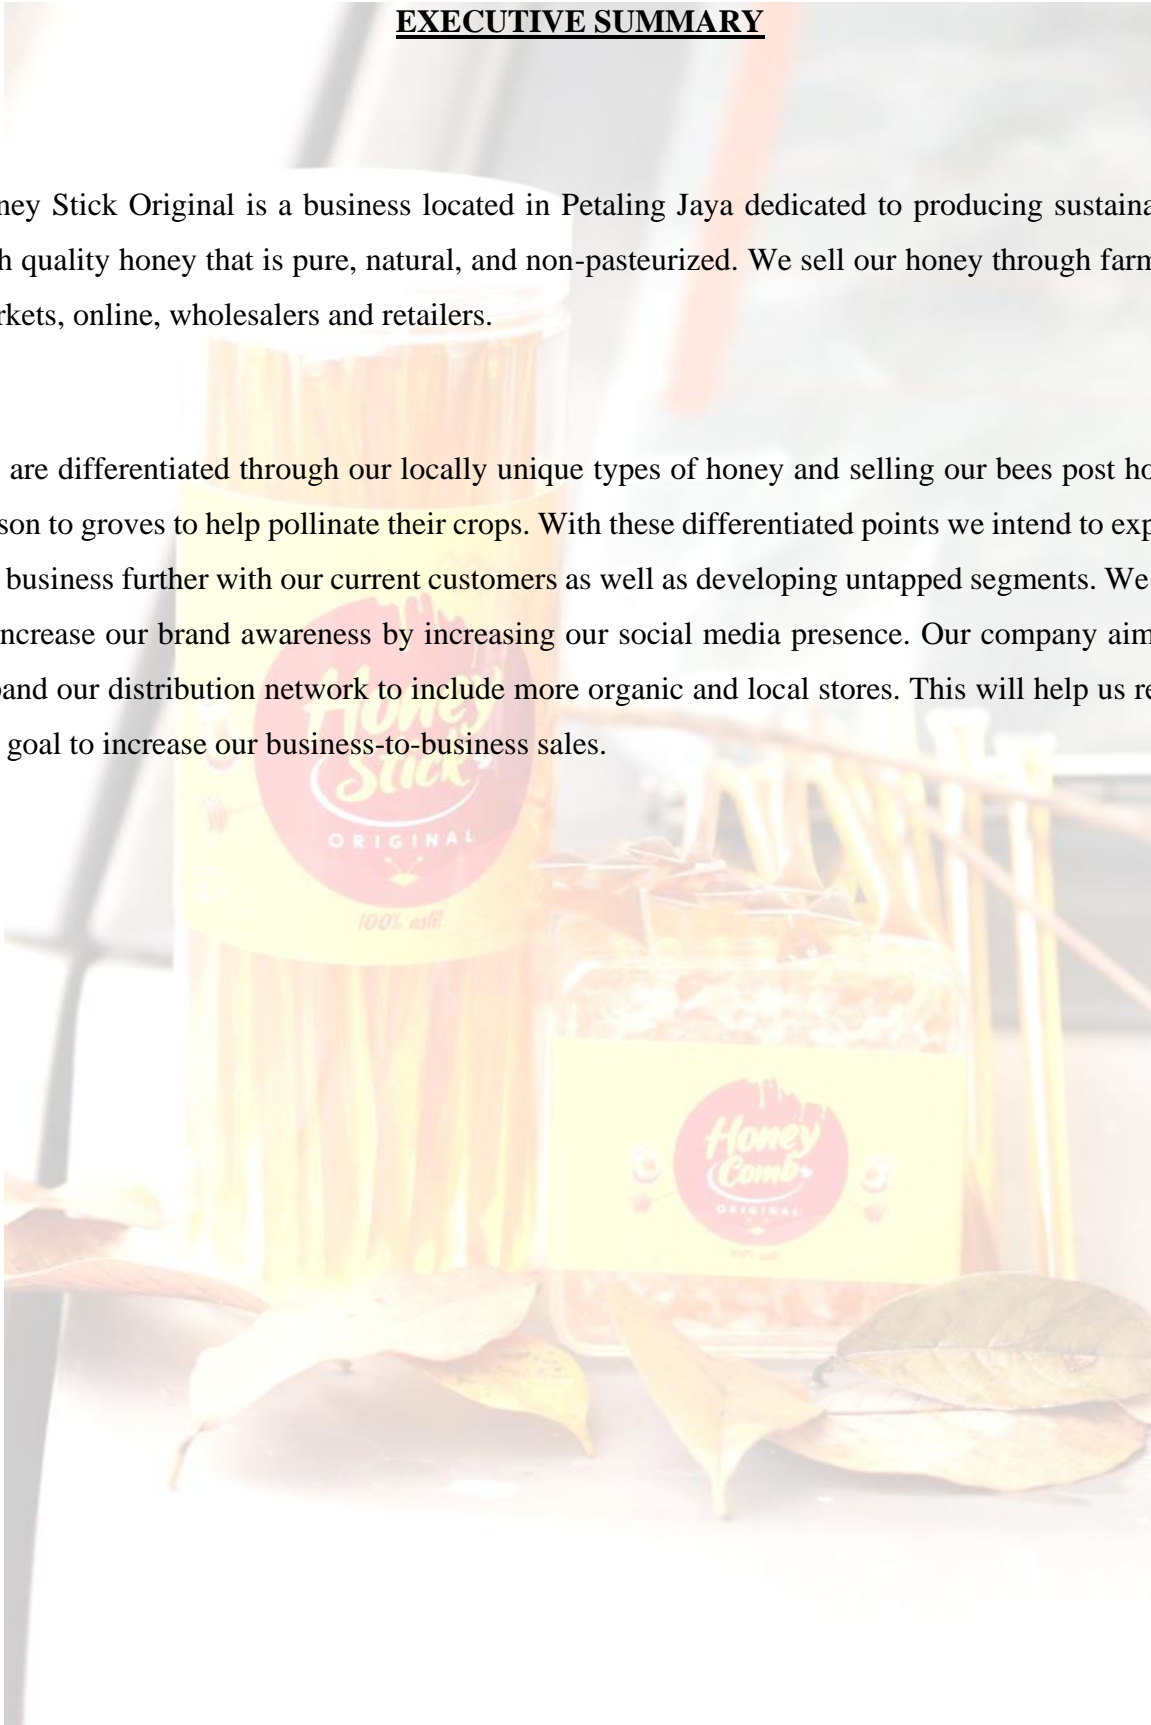 EXECUTIVE SUMMARY
ney Stick Original is a business located in Petaling Jaya dedicated to producing sustaina
h quality honey that is pure, natural, and non-pasteurized. We sell our honey through farm
rkets, online, wholesalers and retailers.
are differentiated through our locally unique types of honey and selling our bees post ho
son to groves to help pollinate their crops. With these differentiated points we intend to exp
business further with our current customers as well as developing untapped segments. We
ncrease our brand awareness by increasing our social media presence. Our company aim
pand our distribution network to include more organic and local stores. This will help us re
goal to increase our business-to-business sales.
Honey
Stick
ORIGINAL
100% asli!
Honey
Comb
ORIGINAL